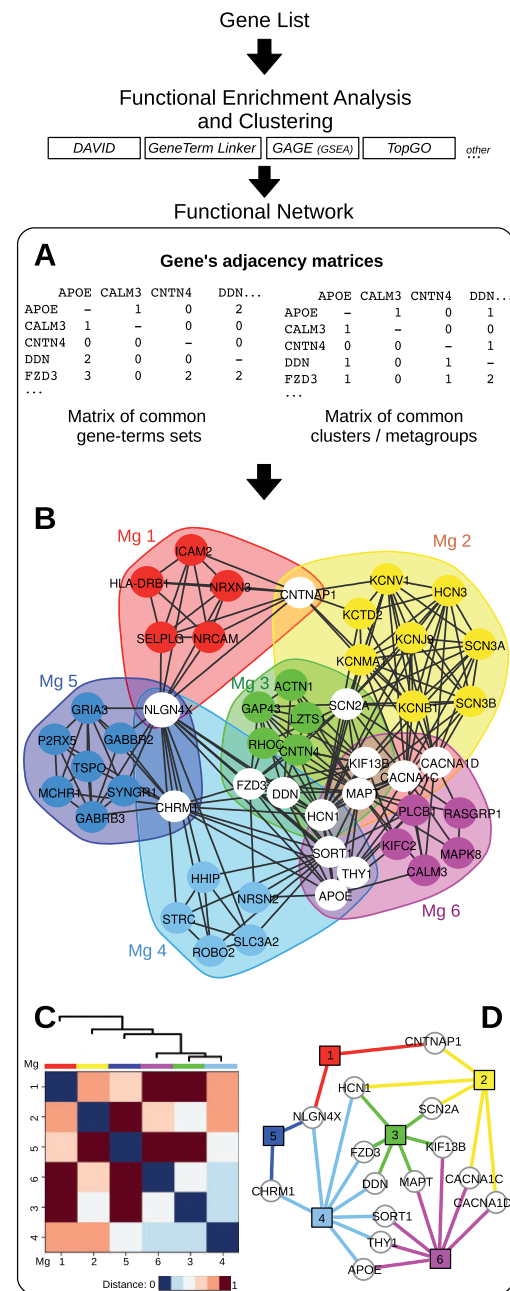 Gene List
Functional Enrichment Analysis
and Clustering
DAVID
GeneTerm Linker
GAGE (GSEA)
TopGO
other
...
Functional Network
A
Gene's adjacency matrices
APOE CALM3 CNTN4 DDN...
APOE – 1 0 2
CALM3 1 – 0 0
CNTN4 0 0 – 0
DDN 2 0 0 –
FZD3 3 0 2 2
...
Matrix of common
gene-terms sets
APOE CALM3 CNTN4 DDN...
APOE – 1 0 1
CALM3 1 – 0 0
CNTN4 0 0 – 1
DDN 1 0 1 –
FZD3 1 0 1 2
...
Matrix of common
clusters / metagroups
B
Mg 1
Mg 2
ICAM2
HLA-DRB1
NRXN3
CNTNAP1
KCNV1
HCN3
KCTD2
SELPLG
NRCAM
KCNJ9
SCN3A
KCNMA1
Mg 5
Mg 3
ACTN1
GRIA3
NLGN4X
GAP43
SCN2A
LZTS1
KCNB1
SCN3B
P2RX5
GABBR2
RHOC
CNTN4
TSPO
KIF13B
CACNA1D
CACNA1C
MCHR1
SYNGR1
FZD3
DDN
MAPT
CHRM1
GABRB3
HCN1
PLCB1
RASGRP1
KIFC2
SORT1
MAPK8
THY1
CALM3
HHIP
NRSN2
APOE
STRC
Mg 6
Mg 4
ROBO2
SLC3A2
C
Mg
1
2
5
6
3
4
Mg 1 2 5 6 3 4
Distance: 0 1
D
CNTNAP1
1
2
HCN1
SCN2A
NLGN4X
5
3
KIF13B
FZD3
CACNA1C
CHRM1
DDN
MAPT
CACNA1D
4
SORT1
THY1
6
APOE